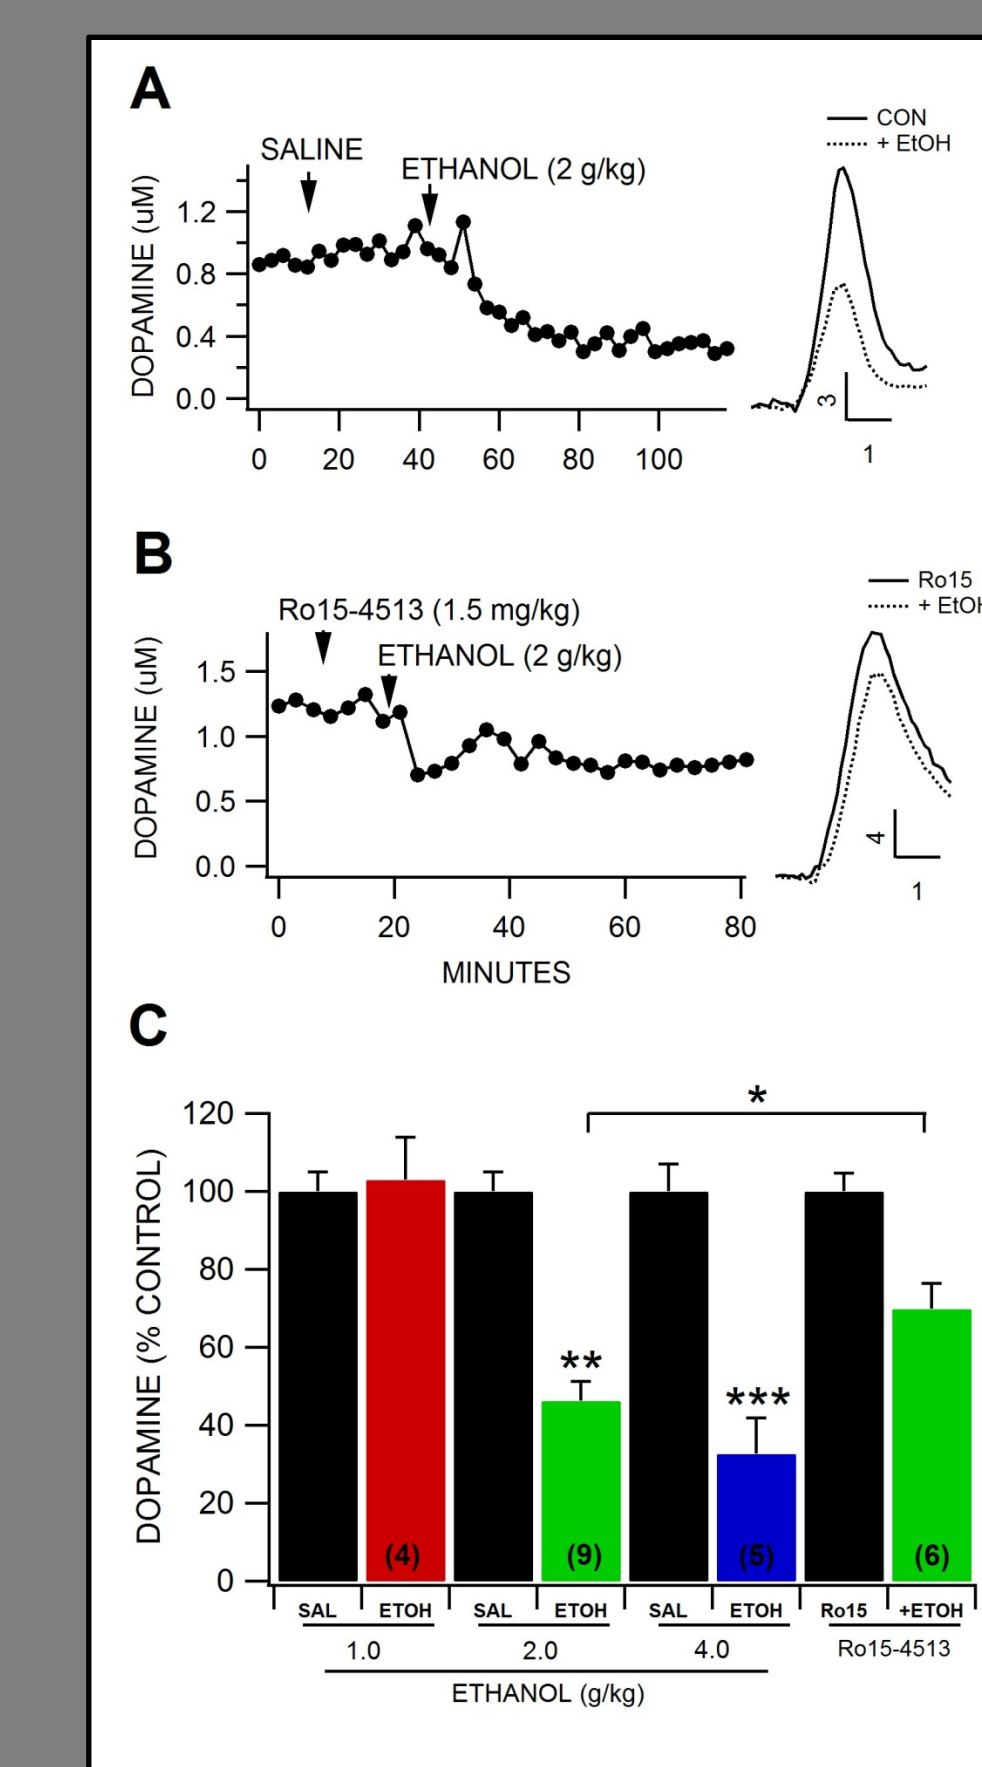 A
CON
+ EtOH
SALINE
ETHANOL (2 g/kg)
DOPAMINE (uM)
1.2
0.8
0.4
0.0
0 20 40 60 80 100
3
1
B
Ro15
+ EtOH
Ro15-4513 (1.5 mg/kg)
ETHANOL (2 g/kg)
DOPAMINE (uM)
1.5
1.0
0.5
0.0
0 20 40 60 80
4
1
MINUTES
C
*
DOPAMINE (% CONTROL)
120
100
80
60
40
20
0
**
***
(4) (9) (5) (6)
SAL ETOH SAL ETOH SAL ETOH Ro15 +ETOH
1.0 2.0 4.0 Ro15-4513
ETHANOL (g/kg)